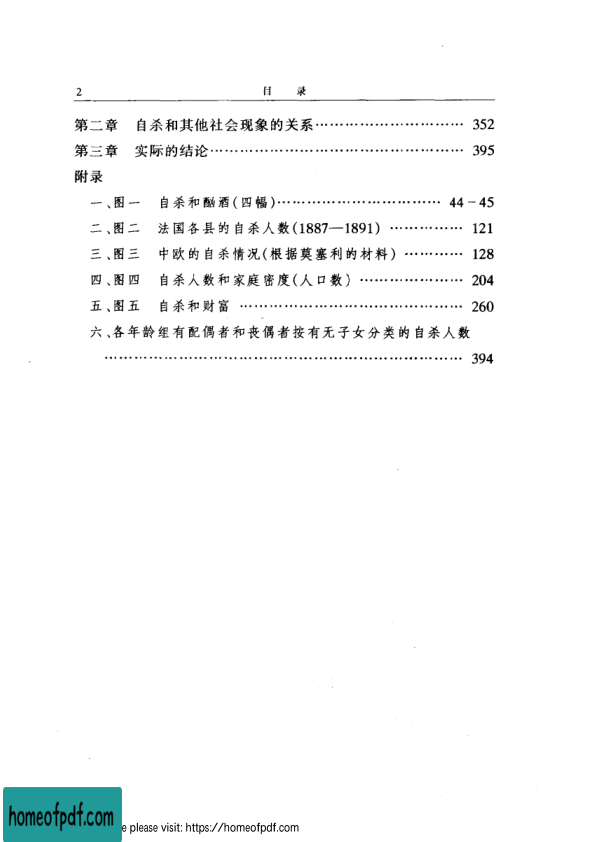 2 目 录
第二章 自杀和其他社会现象的关系………………………… 352
第三章 实际的结论…………………………………………… 395
附录
一、图一 自杀和酗酒(四幅)…………………………… 44-45
二、图二 法国各县的自杀人数(1887—1891) …………… 121
三、图三 中欧的自杀情况(根据莫塞利的材料) ………… 128
四、图四 自杀人数和家庭密度(人口数) ………………… 204
五、图五 自杀和财富 ……………………………………… 260
六、各年龄组有配偶者和丧偶者按有无子女分类的自杀人数
……………………………………………………………… 394
homeofpdf.com
e please visit: https://homeofpdf.com